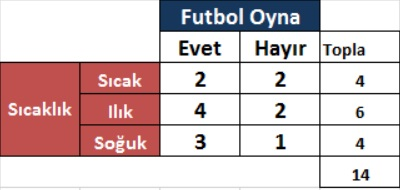 Futbol Oyna
Evet Hayır Topla
Sıcaklık
Sıcak 2 2 4
Ilık 4 2 6
Soğuk 3 1 4
14